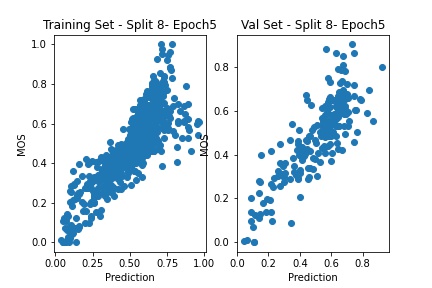 Training Set - Split 8- Epoch5
Val Set - Split 8- Epoch5
MOS
1.0
0.8
0.6
0.4
0.2
0.0
0.00 0.25 0.50 0.75 1.00
Prediction
MOS
0.8
0.6
0.4
0.2
0.0
0.0 0.2 0.4 0.6 0.8
Prediction